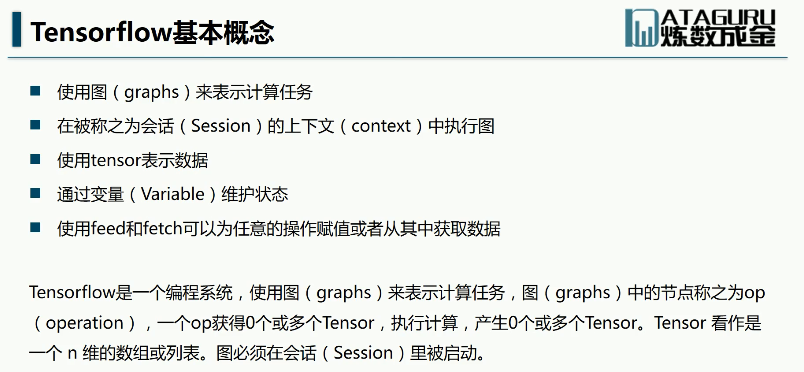 Tensorflow基本概念
DATAGURU
炼数成金
使用图（graphs）来表示计算任务
在被称之为会话（Session）的上下文（context）中执行图
使用tensor表示数据
通过变量（Variable）维护状态
使用feed和fetch可以为任意的操作赋值或者从其中获取数据
Tensorflow是一个编程系统，使用图（graphs）来表示计算任务，图（graphs）中的节点称之为op
（operation），一个op获得0个或多个Tensor，执行计算，产生0个或多个Tensor。Tensor 看作是
一个 n 维的数组或列表。图必须在会话（Session）里被启动。